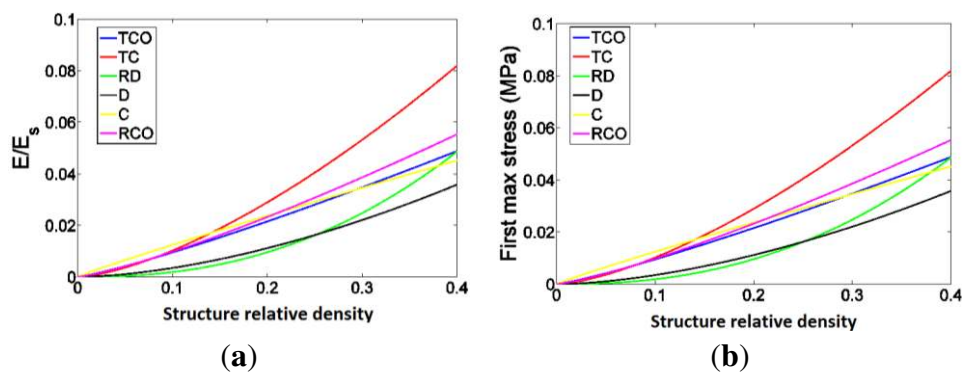 0.1
0.08
0.06
0.04
0.02
0
E/Es
TCO
TC
RD
D
C
RCO
0 0.1 0.2 0.3 0.4
Structure relative density
(a)
0.1
0.08
0.06
0.04
0.02
0
First max stress (MPa)
TCO
TC
RD
D
C
RCO
0 0.1 0.2 0.3 0.4
Structure relative density
(b)